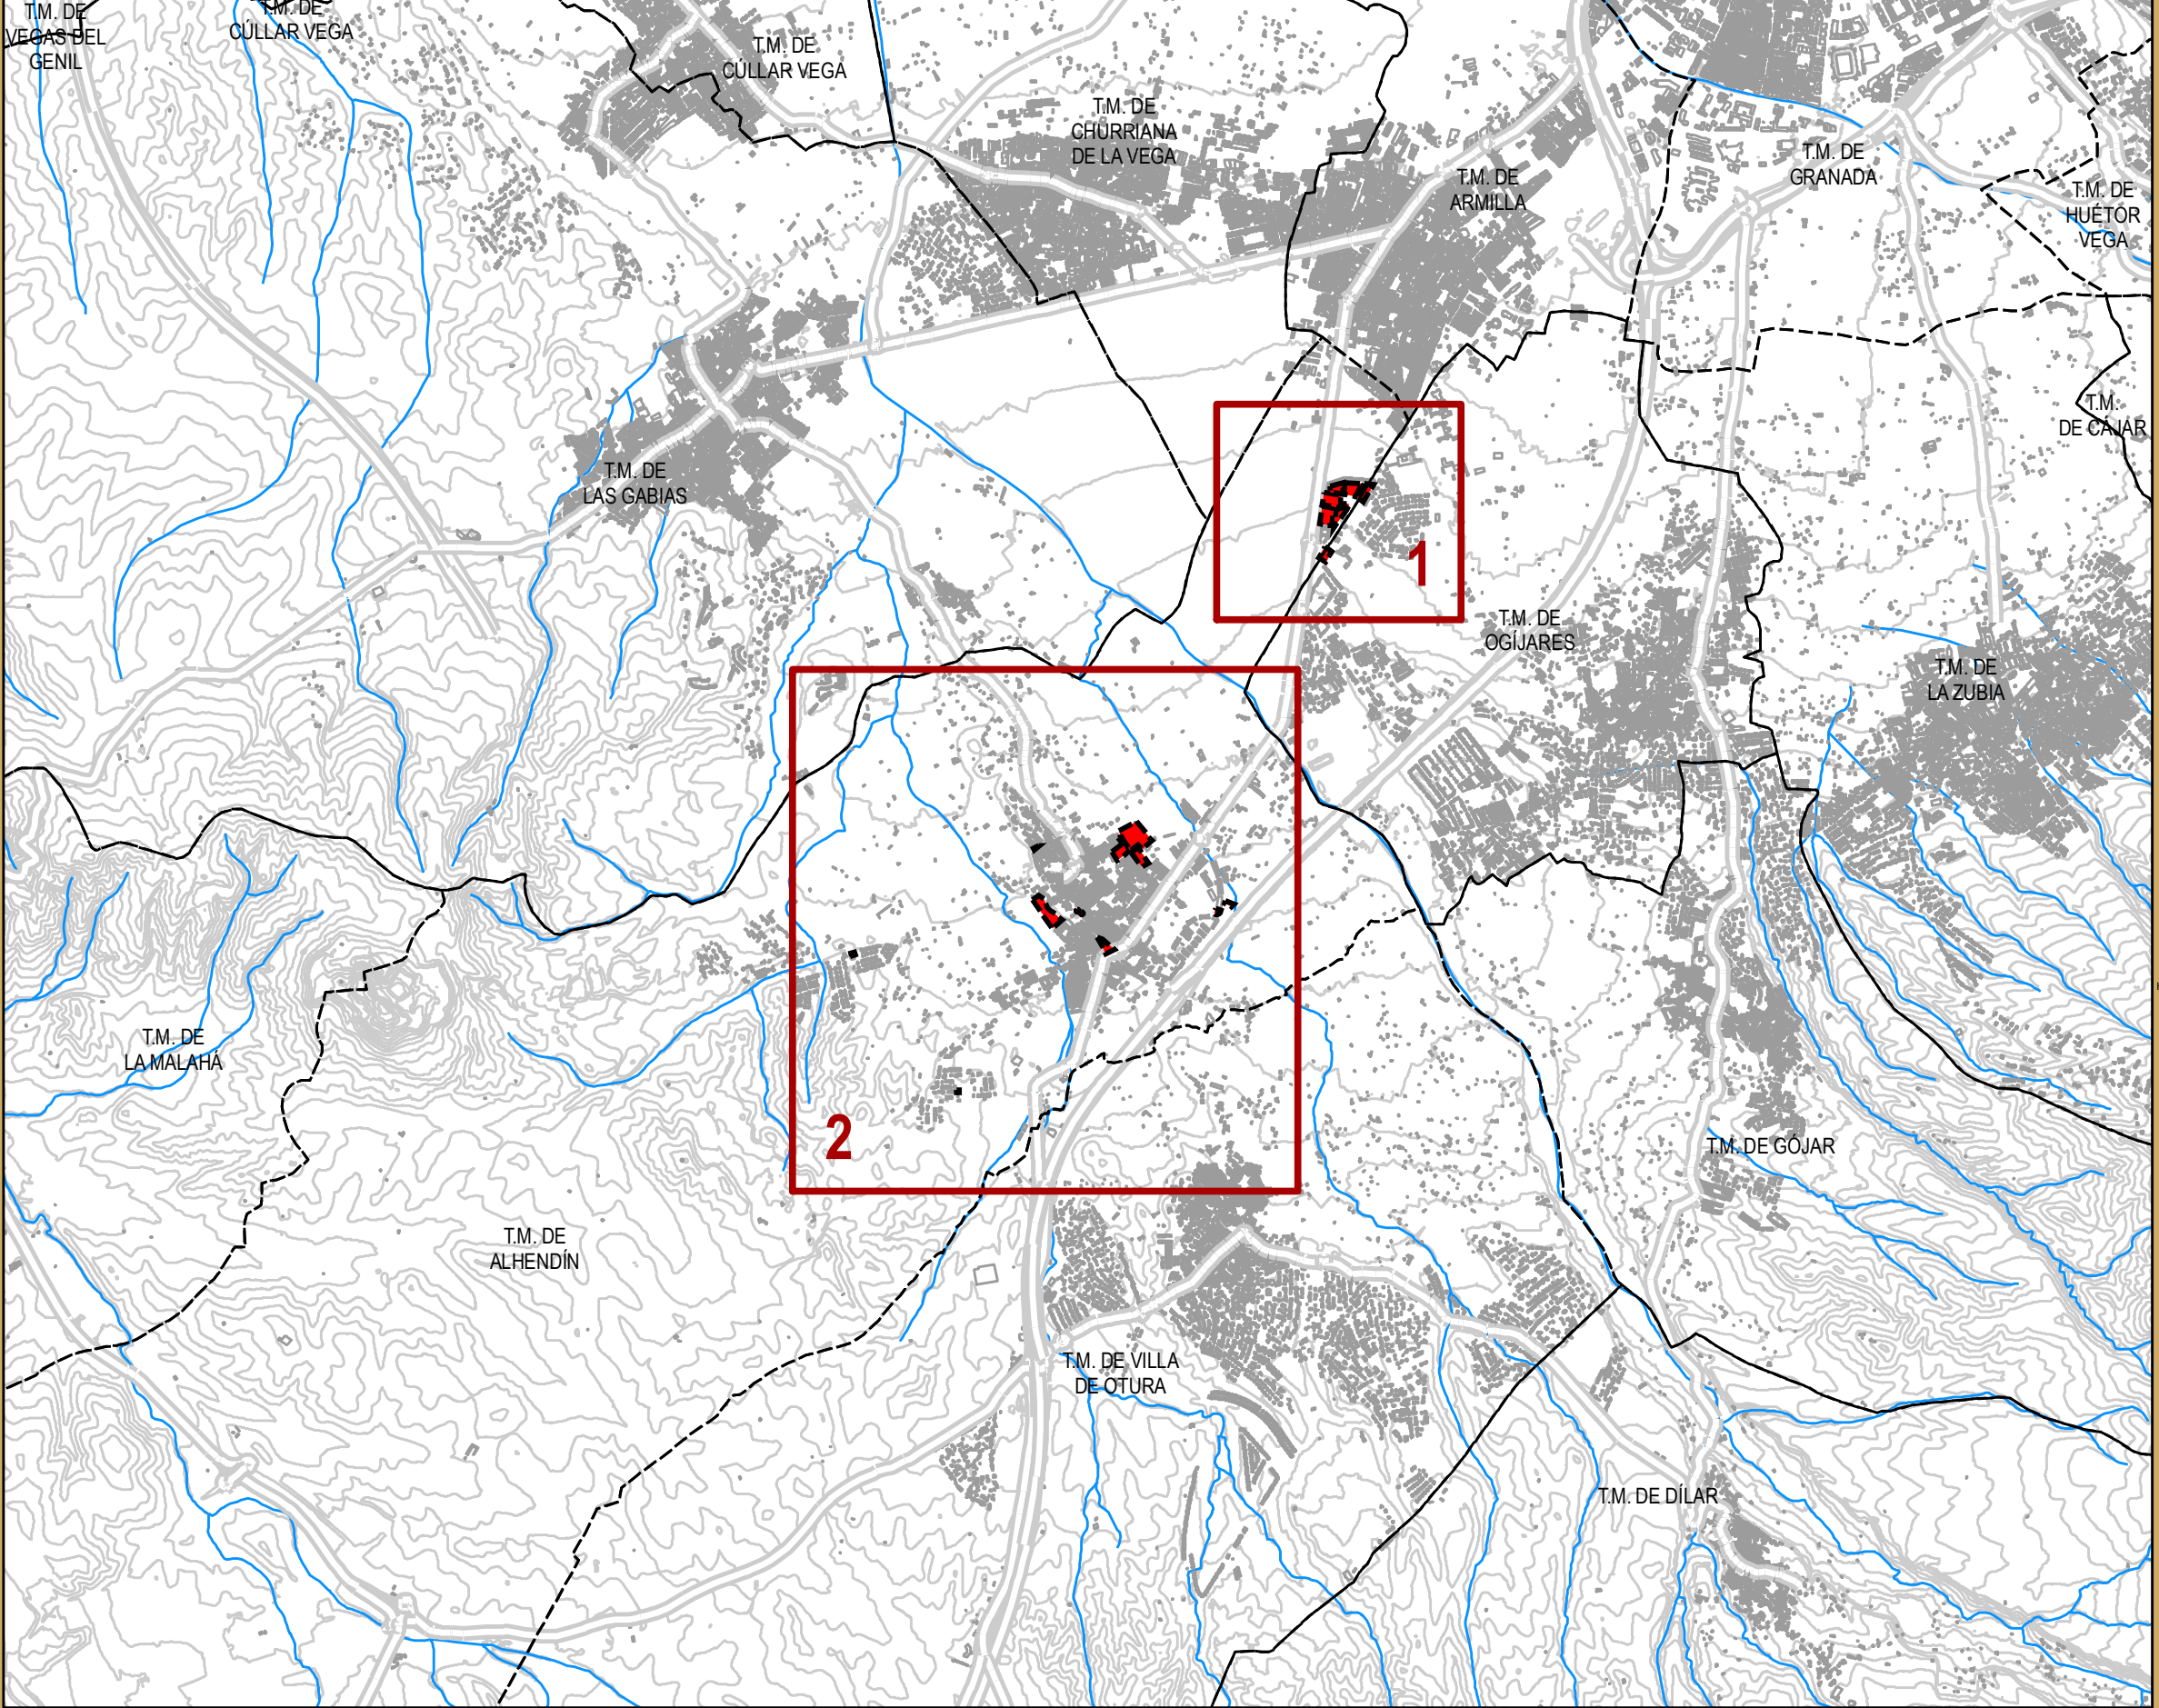 T.M. DE
VEGAS DEL
GENIL
T.M. DE
CÚLLAR VEGA
T.M. DE
CÚLLAR VEGA
T.M. DE
CHURRIANA
DE LA VEGA
T.M. DE
ARMILLA
T.M. DE
GRANADA
T.M. DE
HUÉTOR
VEGA
T.M.
DE CÁJAR
T.M. DE
LAS GABIAS
1
T.M. DE
OGÍJARES
T.M. DE
LA ZUBIA
T.M. DE
LA MALAHÁ
2
T.M. DE GÓJAR
T.M. DE
ALHENDÍN
T.M. DE VILLA
DE OTURA
T.M. DE DÍLAR